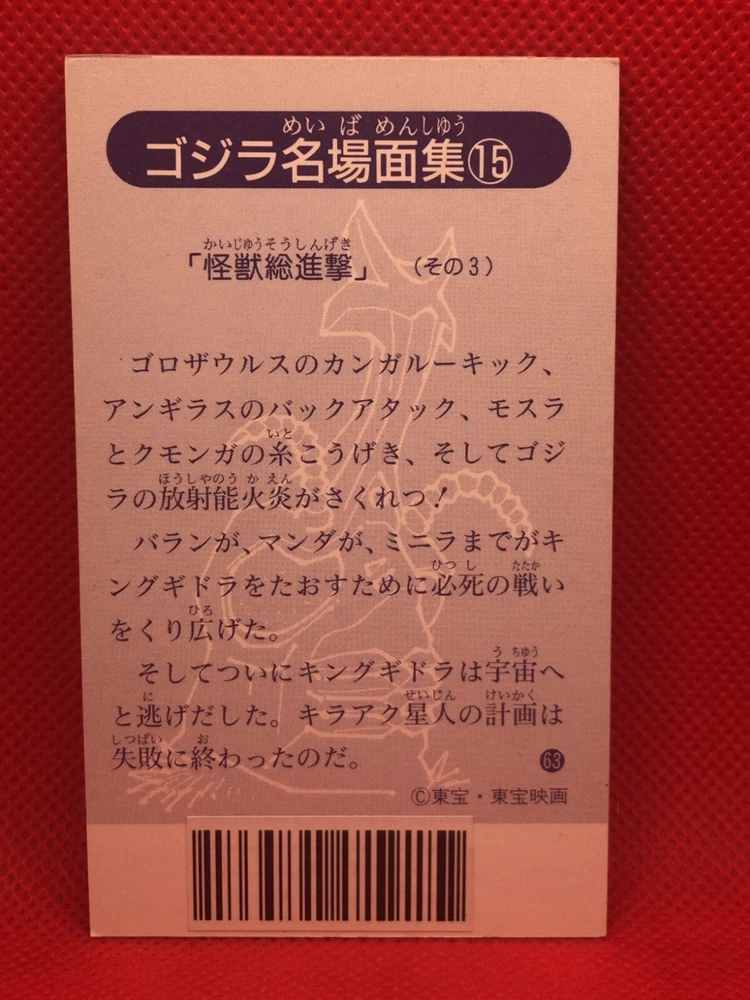 めいばめんしゅう
ゴジラ名場面集⑮
かいじゅうそうしんげき
「怪獣総進撃」 (その3)
ゴロザウルスのカンガルーキック、
アンギラスのバックアタック、モスラ
いと
とクモンガの糸こうげき、そしてゴジ
ほうしゃのうかえん
ラの放射能火炎がさくれつ!
バランが、マンダが、ミニラまでがキ
ひっし たたか
ングギドラをたおすために必死の戦い
ひろ
をくり広げた。
うちゅう
そしてついにキングギドラは宇宙へ
に せいじん けいかく
と逃げだした。キラアク星人の計画は
しっぱい お
失敗に終わったのだ。
63
©東宝・東宝映画